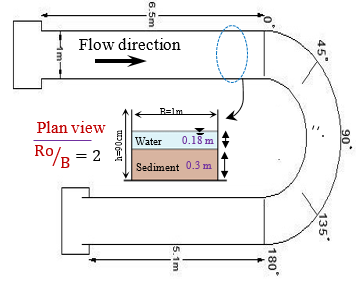 6.5m
0°
1m
Flow direction
45°
B=1m
Plan view
Ro/B = 2
h=90cm
Water 0.18 m
Sediment 0.3 m
90°
135°
180°
5.1m